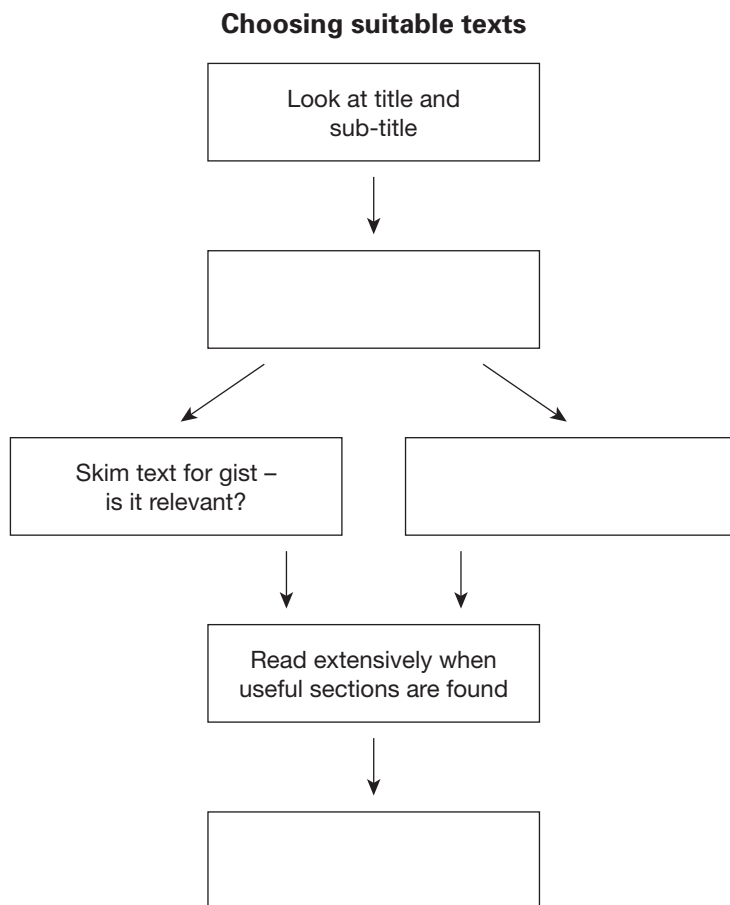 Choosing suitable texts
Look at title and
sub-title
Skim text for gist –
is it relevant?
Read extensively when
useful sections are found